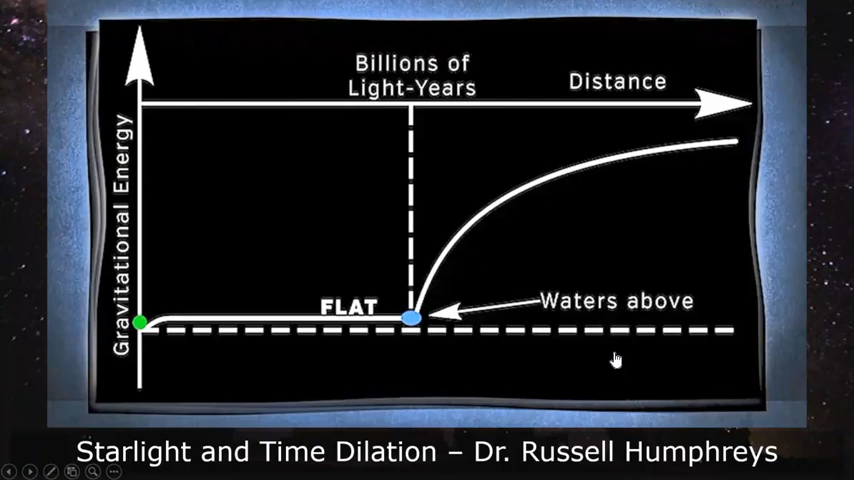 Billions of
Light-Years
Distance
Gravitational Energy
FLAT
Waters above
Starlight and Time Dilation – Dr. Russell Humphreys